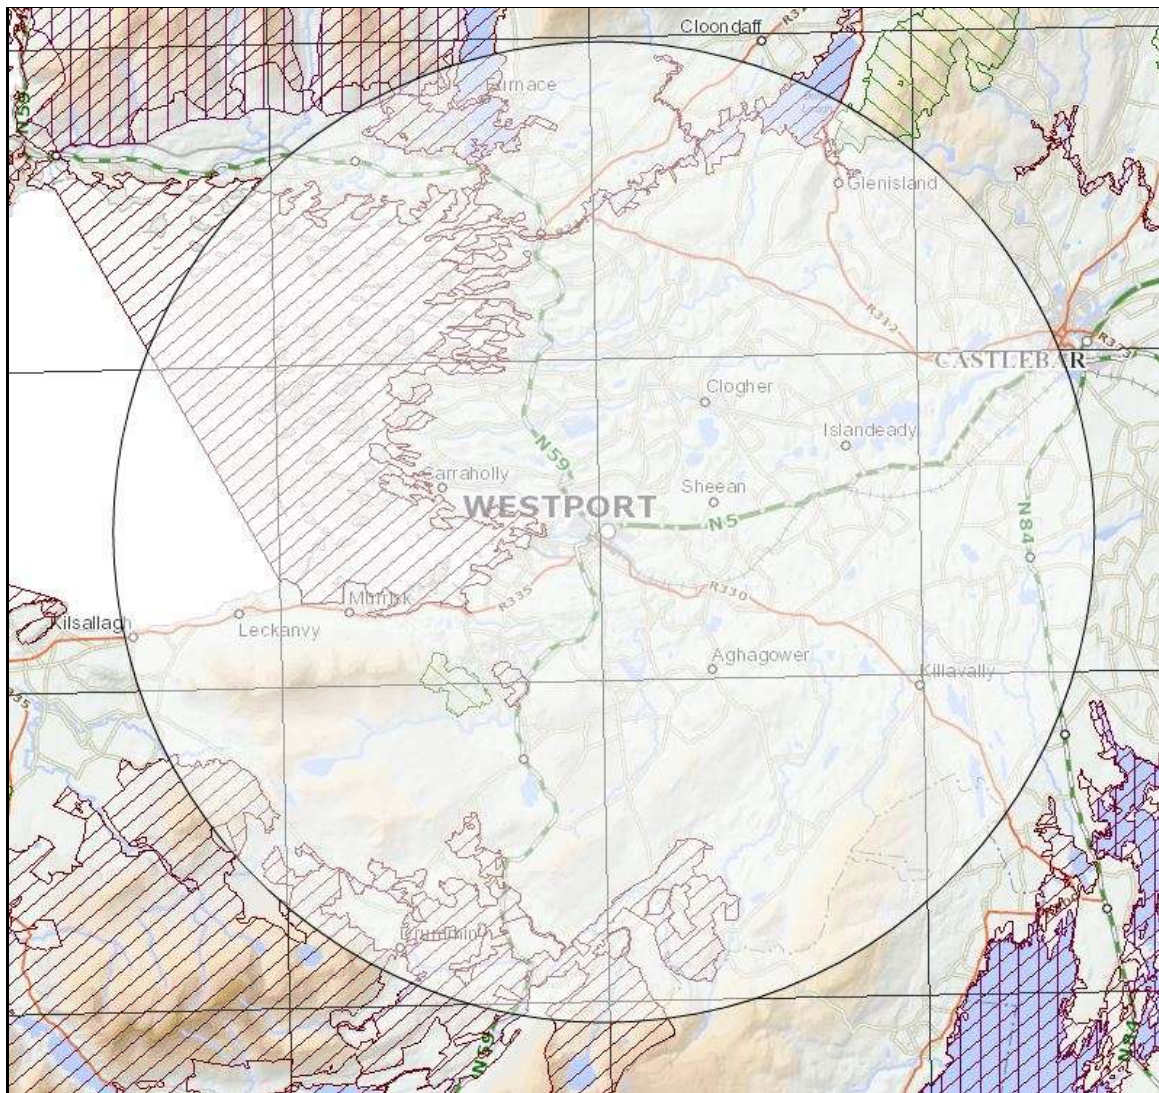 Cloondaff
N59
Furnace
Glenisland
R312
R373
CASTLEBAR
Clogher
Islandeady
N59
Carraholly
WESTPORT
Sheean
N5
N84
R335
R330
Murrisk
Kilsallagh
Leckanvy
Aghagower
Killavally
Drummin
N59
N84